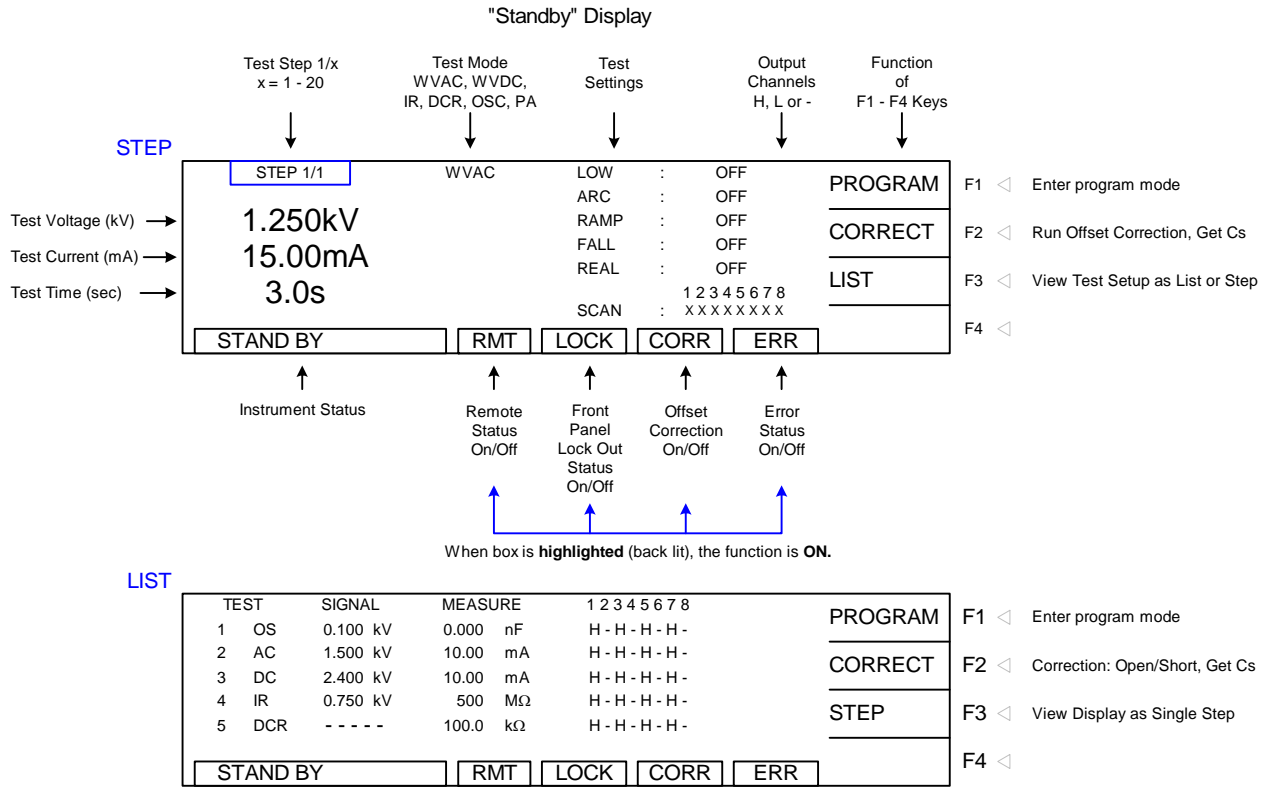 "Standby" Display
Test Step 1/x
x = 1 - 20
Test Mode
WVAC, WVDC,
IR, DCR, OSC, PA
Test
Settings
Output
Channels
H, L or -
Function
of
F1 - F4 Keys
STEP
STEP 1/1
WVAC
LOW : OFF
ARC : OFF
RAMP : OFF
FALL : OFF
REAL : OFF
1 2 3 4 5 6 7 8
SCAN : X X X X X X X X
Test Voltage (kV)
1.250kV
Test Current (mA)
15.00mA
Test Time (sec)
3.0s
PROGRAM F1 Enter program mode
CORRECT F2 Run Offset Correction, Get Cs
LIST F3 View Test Setup as List or Step
F4
STAND BY RMT LOCK CORR ERR
Instrument Status
Remote
Status
On/Off
Front
Panel
Lock Out
Status
On/Off
Offset
Correction
On/Off
Error
Status
On/Off
When box is highlighted (back lit), the function is ON.
LIST
TEST SIGNAL MEASURE 1 2 3 4 5 6 7 8
1 OS 0.100 kV 0.000 nF H - H - H - H -
2 AC 1.500 kV 10.00 mA H - H - H - H -
3 DC 2.400 kV 10.00 mA H - H - H - H -
4 IR 0.750 kV 500 MΩ H - H - H - H -
5 DCR - - - - - 100.0 kΩ H - H - H - H -
PROGRAM F1 Enter program mode
CORRECT F2 Correction: Open/Short, Get Cs
STEP F3 View Display as Single Step
F4
STAND BY RMT LOCK CORR ERR